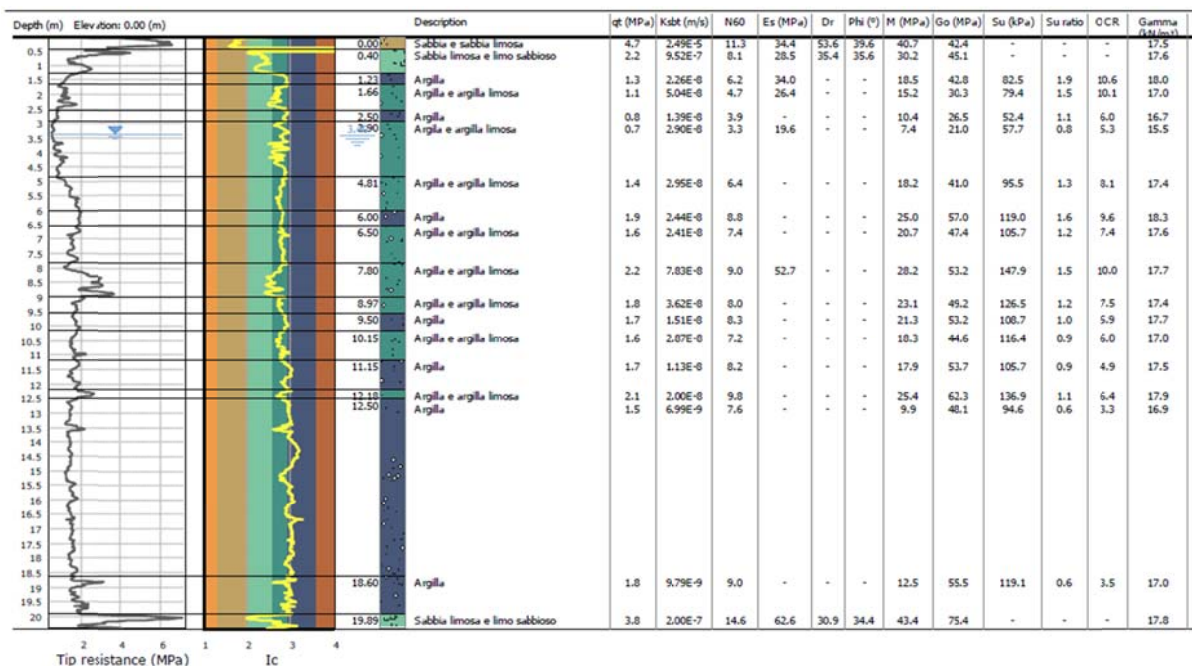 Depth (m) Elevation: 0.00 (m) Description qt (MPa) Ksbt (m/s) N60 Es (MPa) Dr Phi (º) M (MPa) Go (MPa) Su (kPa) Su ratio OCR Gamma (kN/m³)
0.00 Sabbia e sabbia limosa 4.7 2.49E-5 11.3 34.4 53.6 39.6 40.7 42.4 - - - 17.5
0.5
0.40 Sabbia limosa e limo sabbioso 2.2 9.52E-7 8.1 28.5 35.4 35.6 30.2 45.1 - - - 17.6
1
1.23 Argilla 1.3 2.26E-8 6.2 34.0 - - 18.5 42.8 82.5 1.9 10.6 18.0
1.5
1.66 Argilla e argilla limosa 1.1 5.04E-8 4.7 26.4 - - 15.2 30.3 79.4 1.5 10.1 17.0
2
2.5
2.50 Argilla 0.8 1.39E-8 3.9 - - - 10.4 26.5 52.4 1.1 6.0 16.7
3
2.90 Argilla e argilla limosa 0.7 2.90E-8 3.3 19.6 - - 7.4 21.0 57.7 0.8 5.3 15.5
3.5
4
4.5
5
4.81 Argilla e argilla limosa 1.4 2.95E-8 6.4 - - - 18.2 41.0 95.5 1.3 8.1 17.4
5.5
6
6.00 Argilla 1.9 2.44E-8 8.8 - - - 25.0 57.0 119.0 1.6 9.6 18.3
6.5
6.50 Argilla e argilla limosa 1.6 2.41E-8 7.4 - - - 20.7 47.4 105.7 1.2 7.4 17.6
7
7.5
8
7.80 Argilla e argilla limosa 2.2 7.83E-8 9.0 52.7 - - 28.2 53.2 147.9 1.5 10.0 17.7
8.5
9
8.97 Argilla e argilla limosa 1.8 3.62E-8 8.0 - - - 23.1 49.2 126.5 1.2 7.5 17.4
9.5
9.50 Argilla 1.7 1.51E-8 8.3 - - - 21.3 53.2 108.7 1.0 5.9 17.7
10
10.5
10.15 Argilla e argilla limosa 1.6 2.87E-8 7.2 - - - 18.3 44.6 116.4 0.9 6.0 17.0
11
11.5
11.15 Argilla 1.7 1.13E-8 8.2 - - - 17.9 53.7 105.7 0.9 4.9 17.5
12
12.18 Argilla e argilla limosa 2.1 2.00E-8 9.8 - - - 25.4 62.3 136.9 1.1 6.4 17.9
12.5
12.50 Argilla 1.5 6.99E-9 7.6 - - - 9.9 48.1 94.6 0.6 3.3 16.9
13
13.5
14
14.5
15
15.5
16
16.5
17
17.5
18
18.5
18.60 Argilla 1.8 9.79E-9 9.0 - - - 12.5 55.5 119.1 0.6 3.5 17.0
19
19.5
20
19.89 Sabbia limosa e limo sabbioso 3.8 2.00E-7 14.6 62.6 30.9 34.4 43.4 75.4 - - - 17.8
2 4 6 1 2 3 4
Tip resistance (MPa) Ic